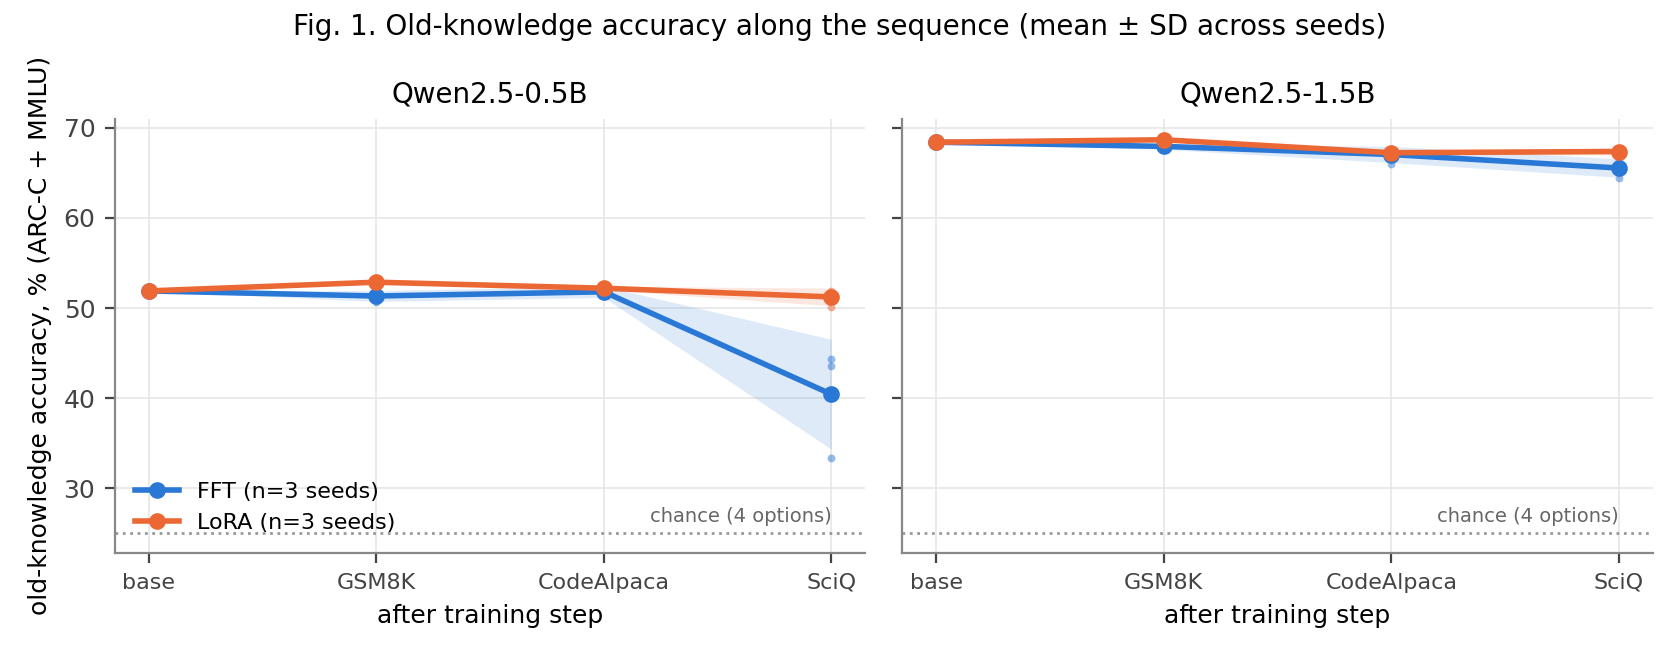 Fig. 1. Old-knowledge accuracy along the sequence (mean ± SD across seeds)
old-knowledge accuracy, % (ARC-C + MMLU)
Qwen2.5-0.5B
70
60
50
40
30
FFT (n=3 seeds)
LoRA (n=3 seeds)
chance (4 options)
base
GSM8K
CodeAlpaca
SciQ
after training step
Qwen2.5-1.5B
chance (4 options)
base
GSM8K
CodeAlpaca
SciQ
after training step